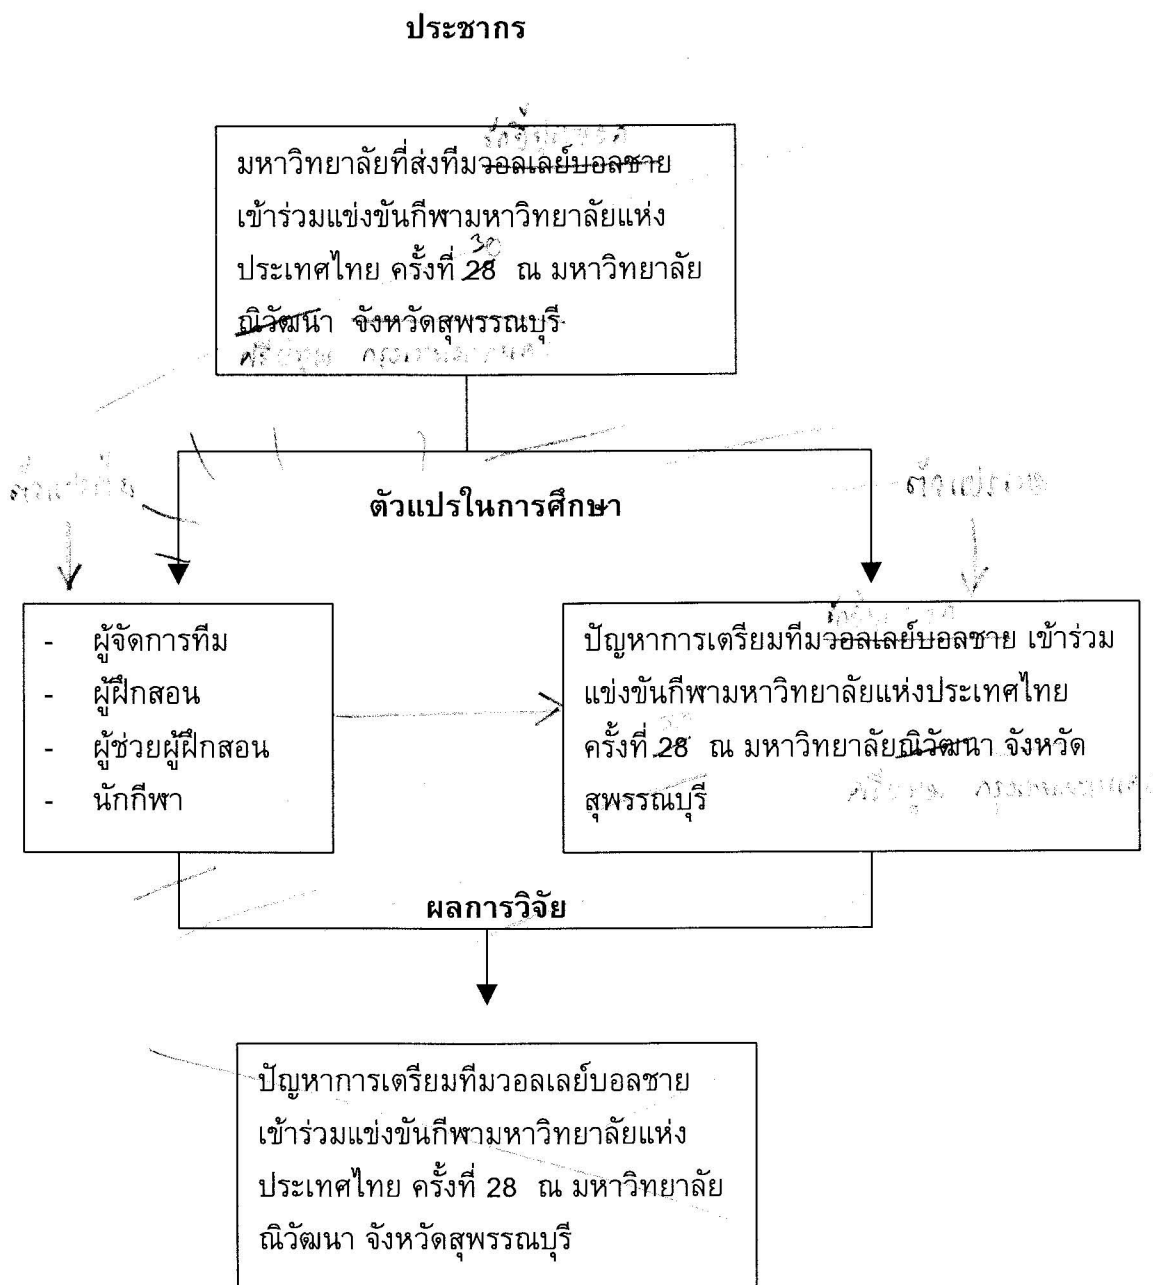 ประชากร
มหาวิทยาลัยที่ส่งทีมวอลเลย์บอลชาย
เข้าร่วมแข่งขันกีฬามหาวิทยาลัยแห่ง
30
ประเทศไทย ครั้งที่ 28 ณ มหาวิทยาลัย
ณิวัฒนา จังหวัดสุพรรณบุรี
ตัวแปรในการศึกษา
- ผู้จัดการทีม
- ผู้ฝึกสอน
- ผู้ช่วยผู้ฝึกสอน
- นักกีฬา
ปัญหาการเตรียมทีมวอลเลย์บอลชาย เข้าร่วม
แข่งขันกีฬามหาวิทยาลัยแห่งประเทศไทย
ครั้งที่ 28 ณ มหาวิทยาลัยณิวัฒนา จังหวัด
สุพรรณบุรี
ผลการวิจัย
ปัญหาการเตรียมทีมวอลเลย์บอลชาย
เข้าร่วมแข่งขันกีฬามหาวิทยาลัยแห่ง
ประเทศไทย ครั้งที่ 28 ณ มหาวิทยาลัย
ณิวัฒนา จังหวัดสุพรรณบุรี